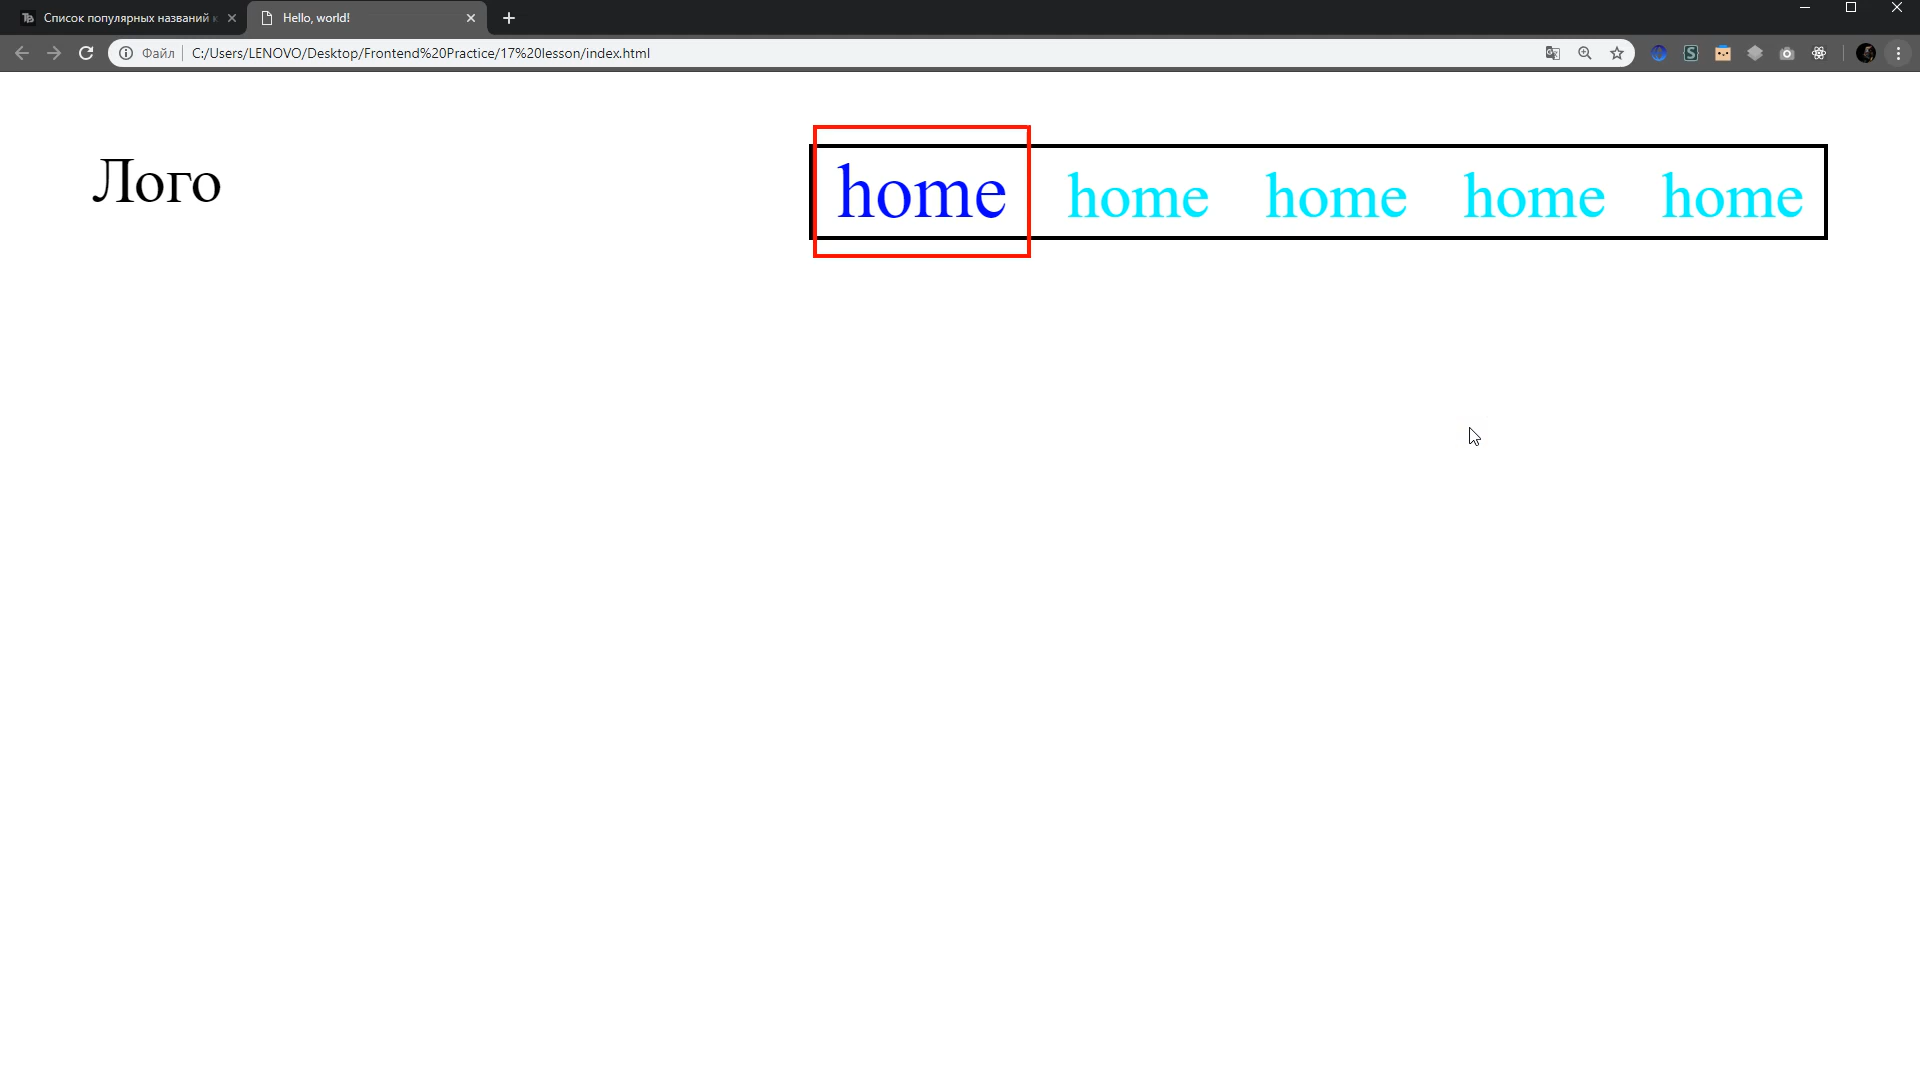 Список популярных названий к
Hello, world!
Файл
C:/Users/LENOVO/Desktop/Frontend%20Practice/17%20lesson/index.html
Лого
home home home home home